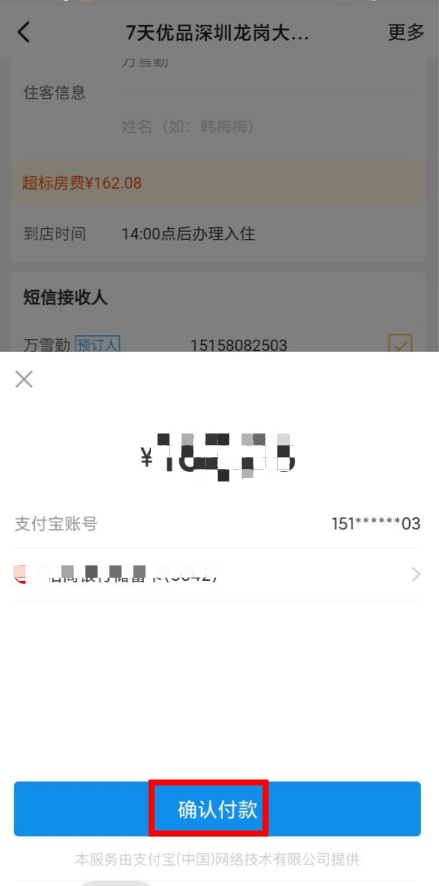 7天优品深圳龙岗大... 更多
万雪勤
住客信息
姓名（如：韩梅梅）
超标房费¥162.08
到店时间 14:00点后办理入住
短信接收人
万雪勤 预订人 15158082503
¥
支付宝账号 151******03
确认付款
本服务由支付宝(中国)网络技术有限公司提供